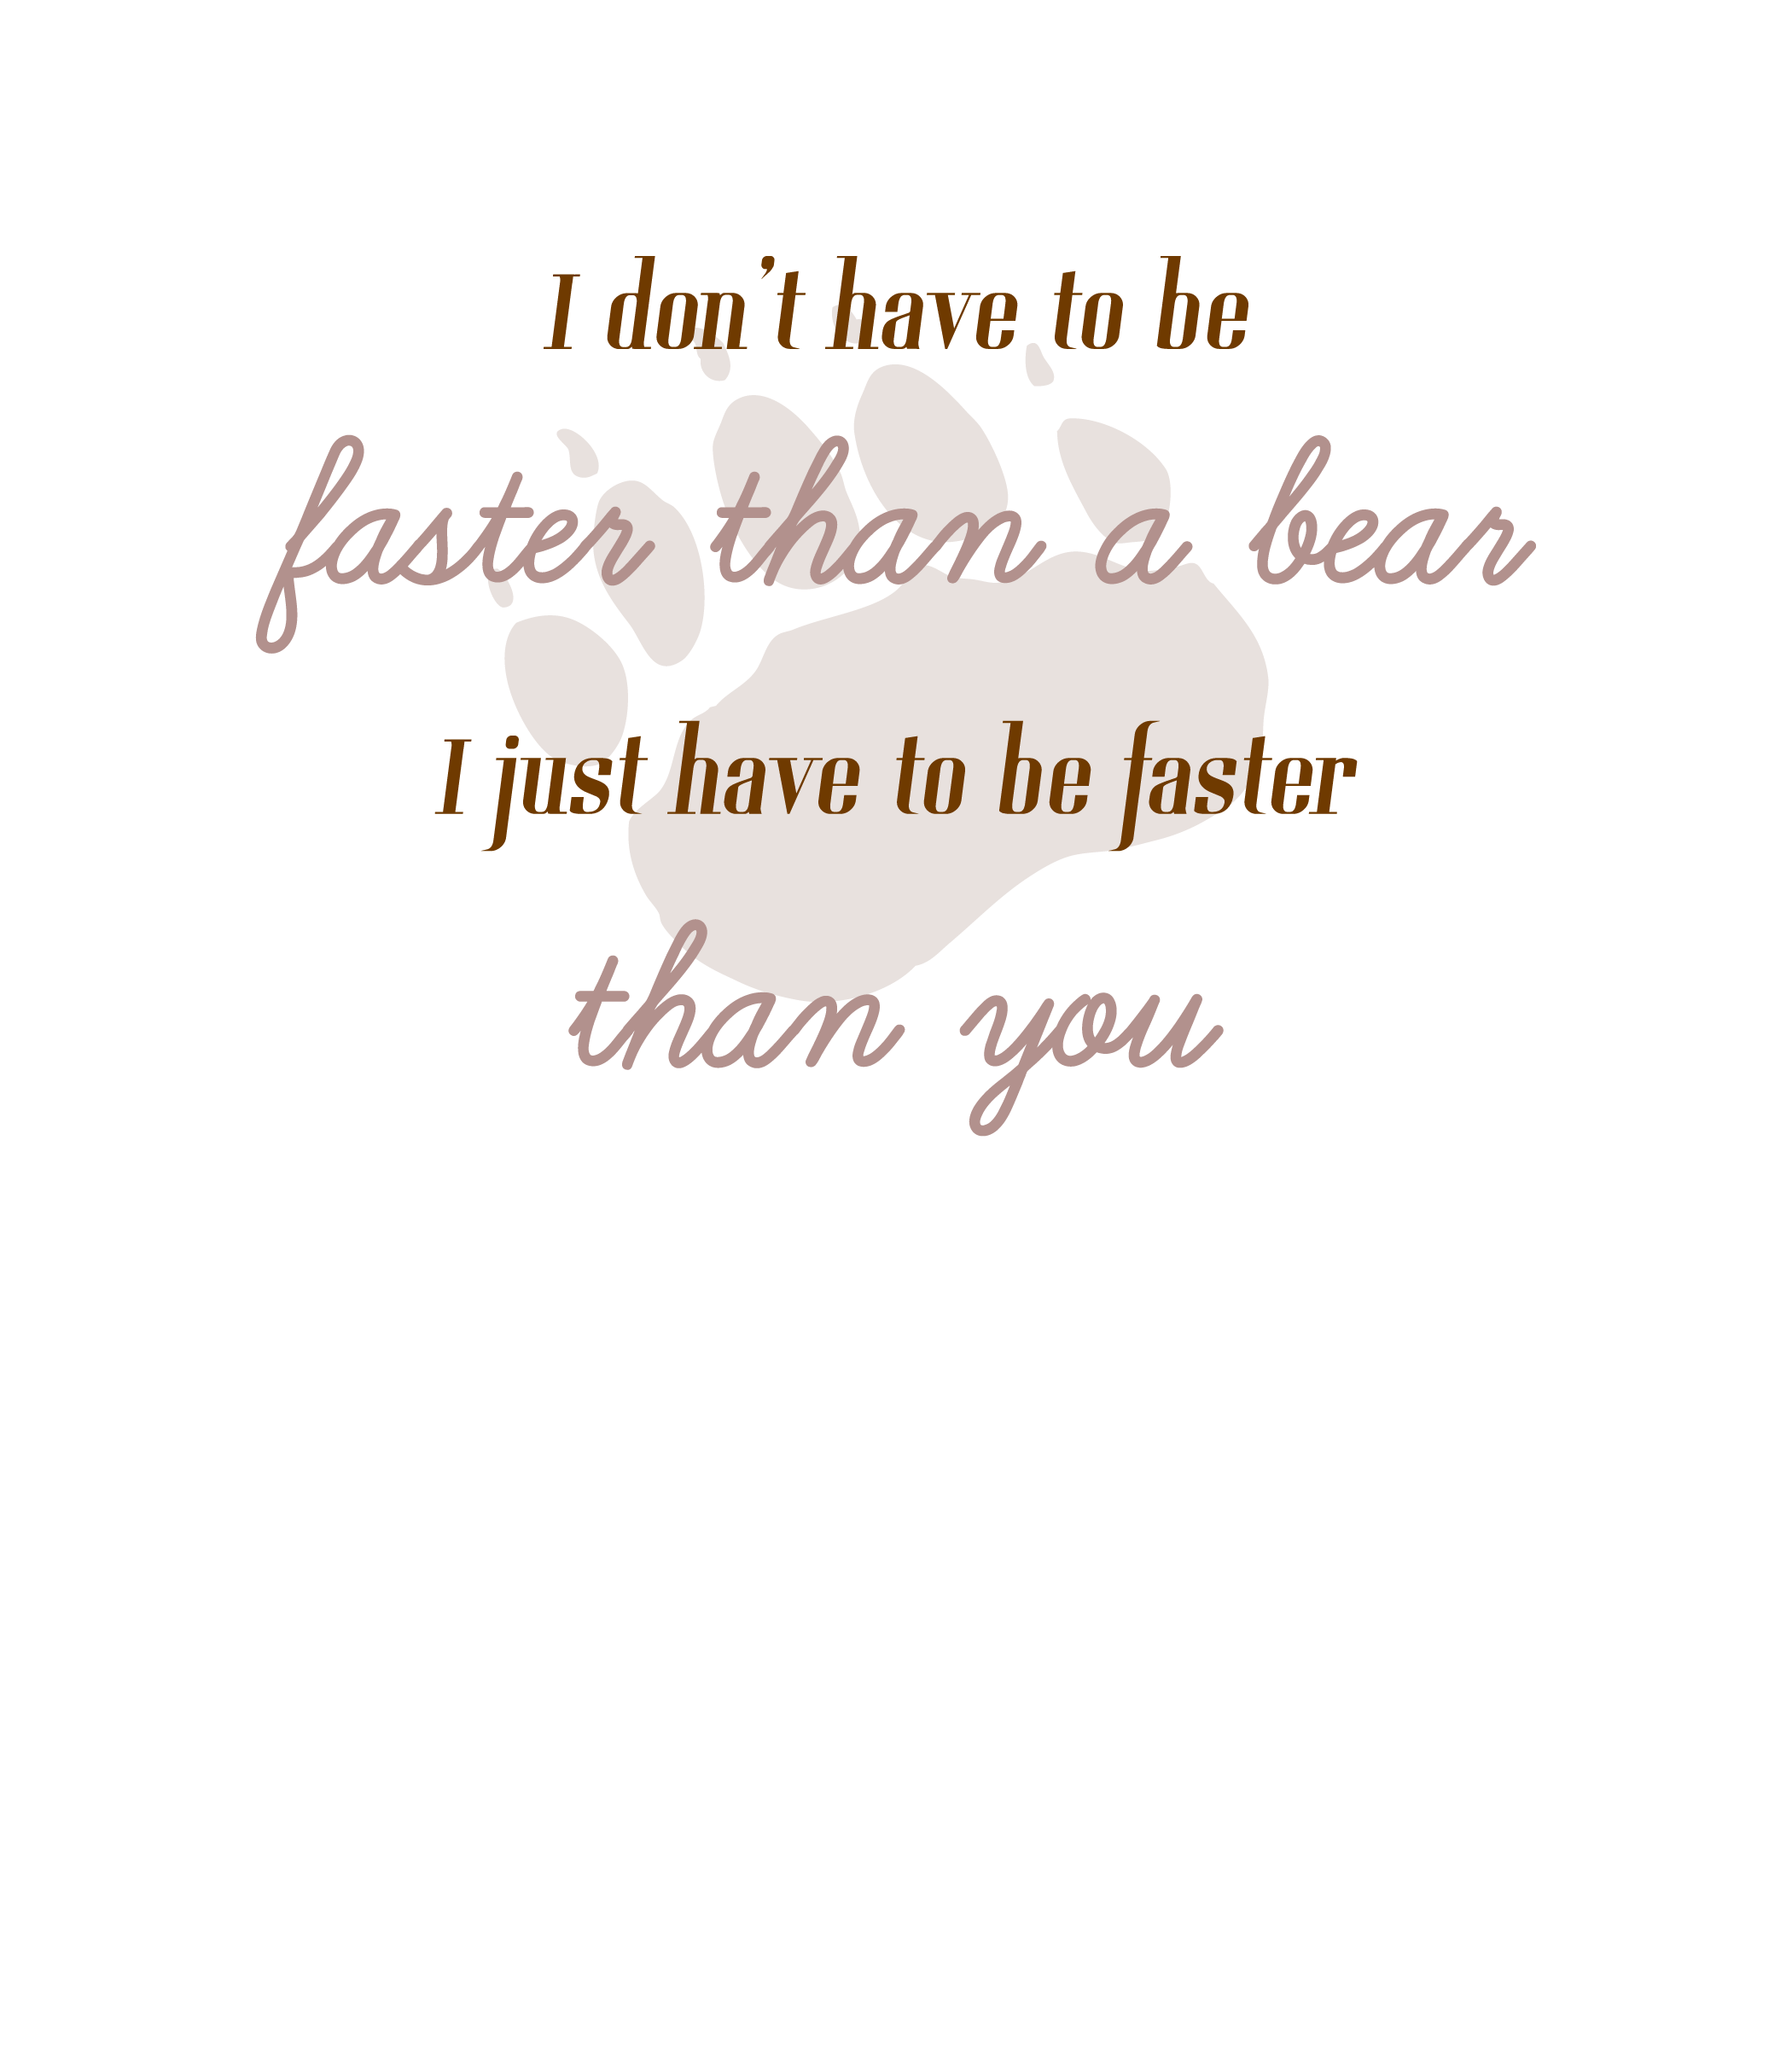 I don’t have to be
faster than a bear
I just have to be faster
than you